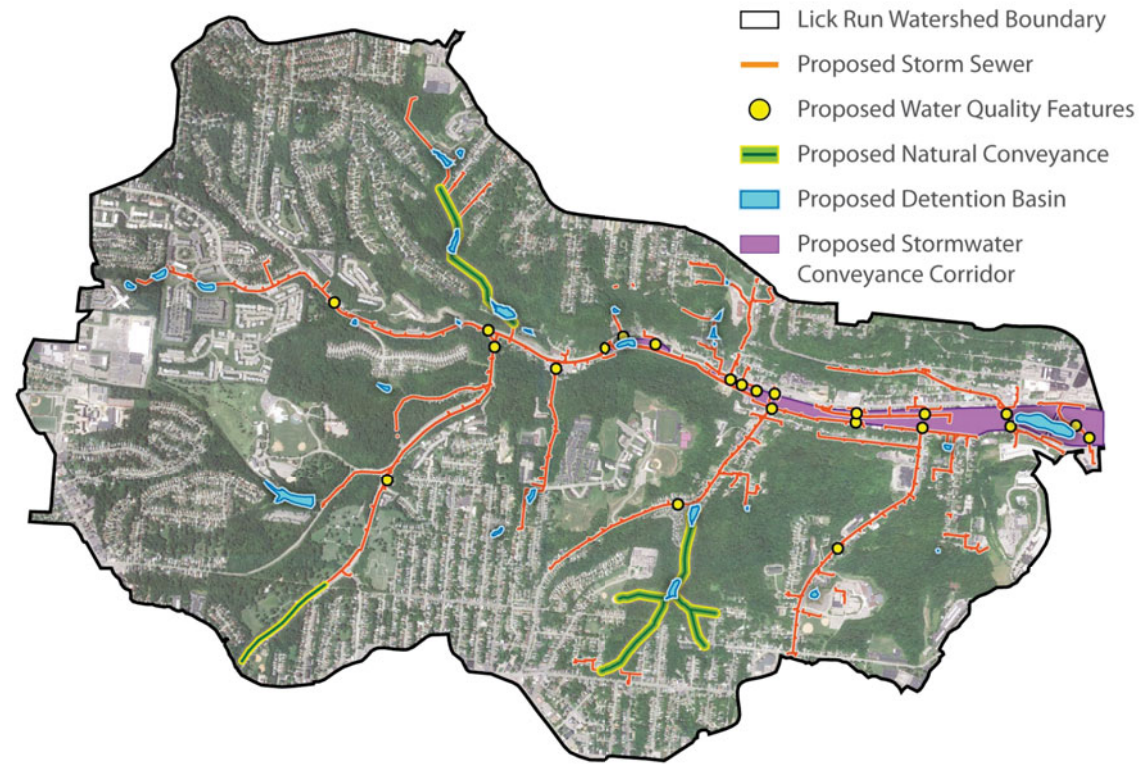 Lick Run Watershed Boundary
Proposed Storm Sewer
Proposed Water Quality Features
Proposed Natural Conveyance
Proposed Detention Basin
Proposed Stormwater
Conveyance Corridor